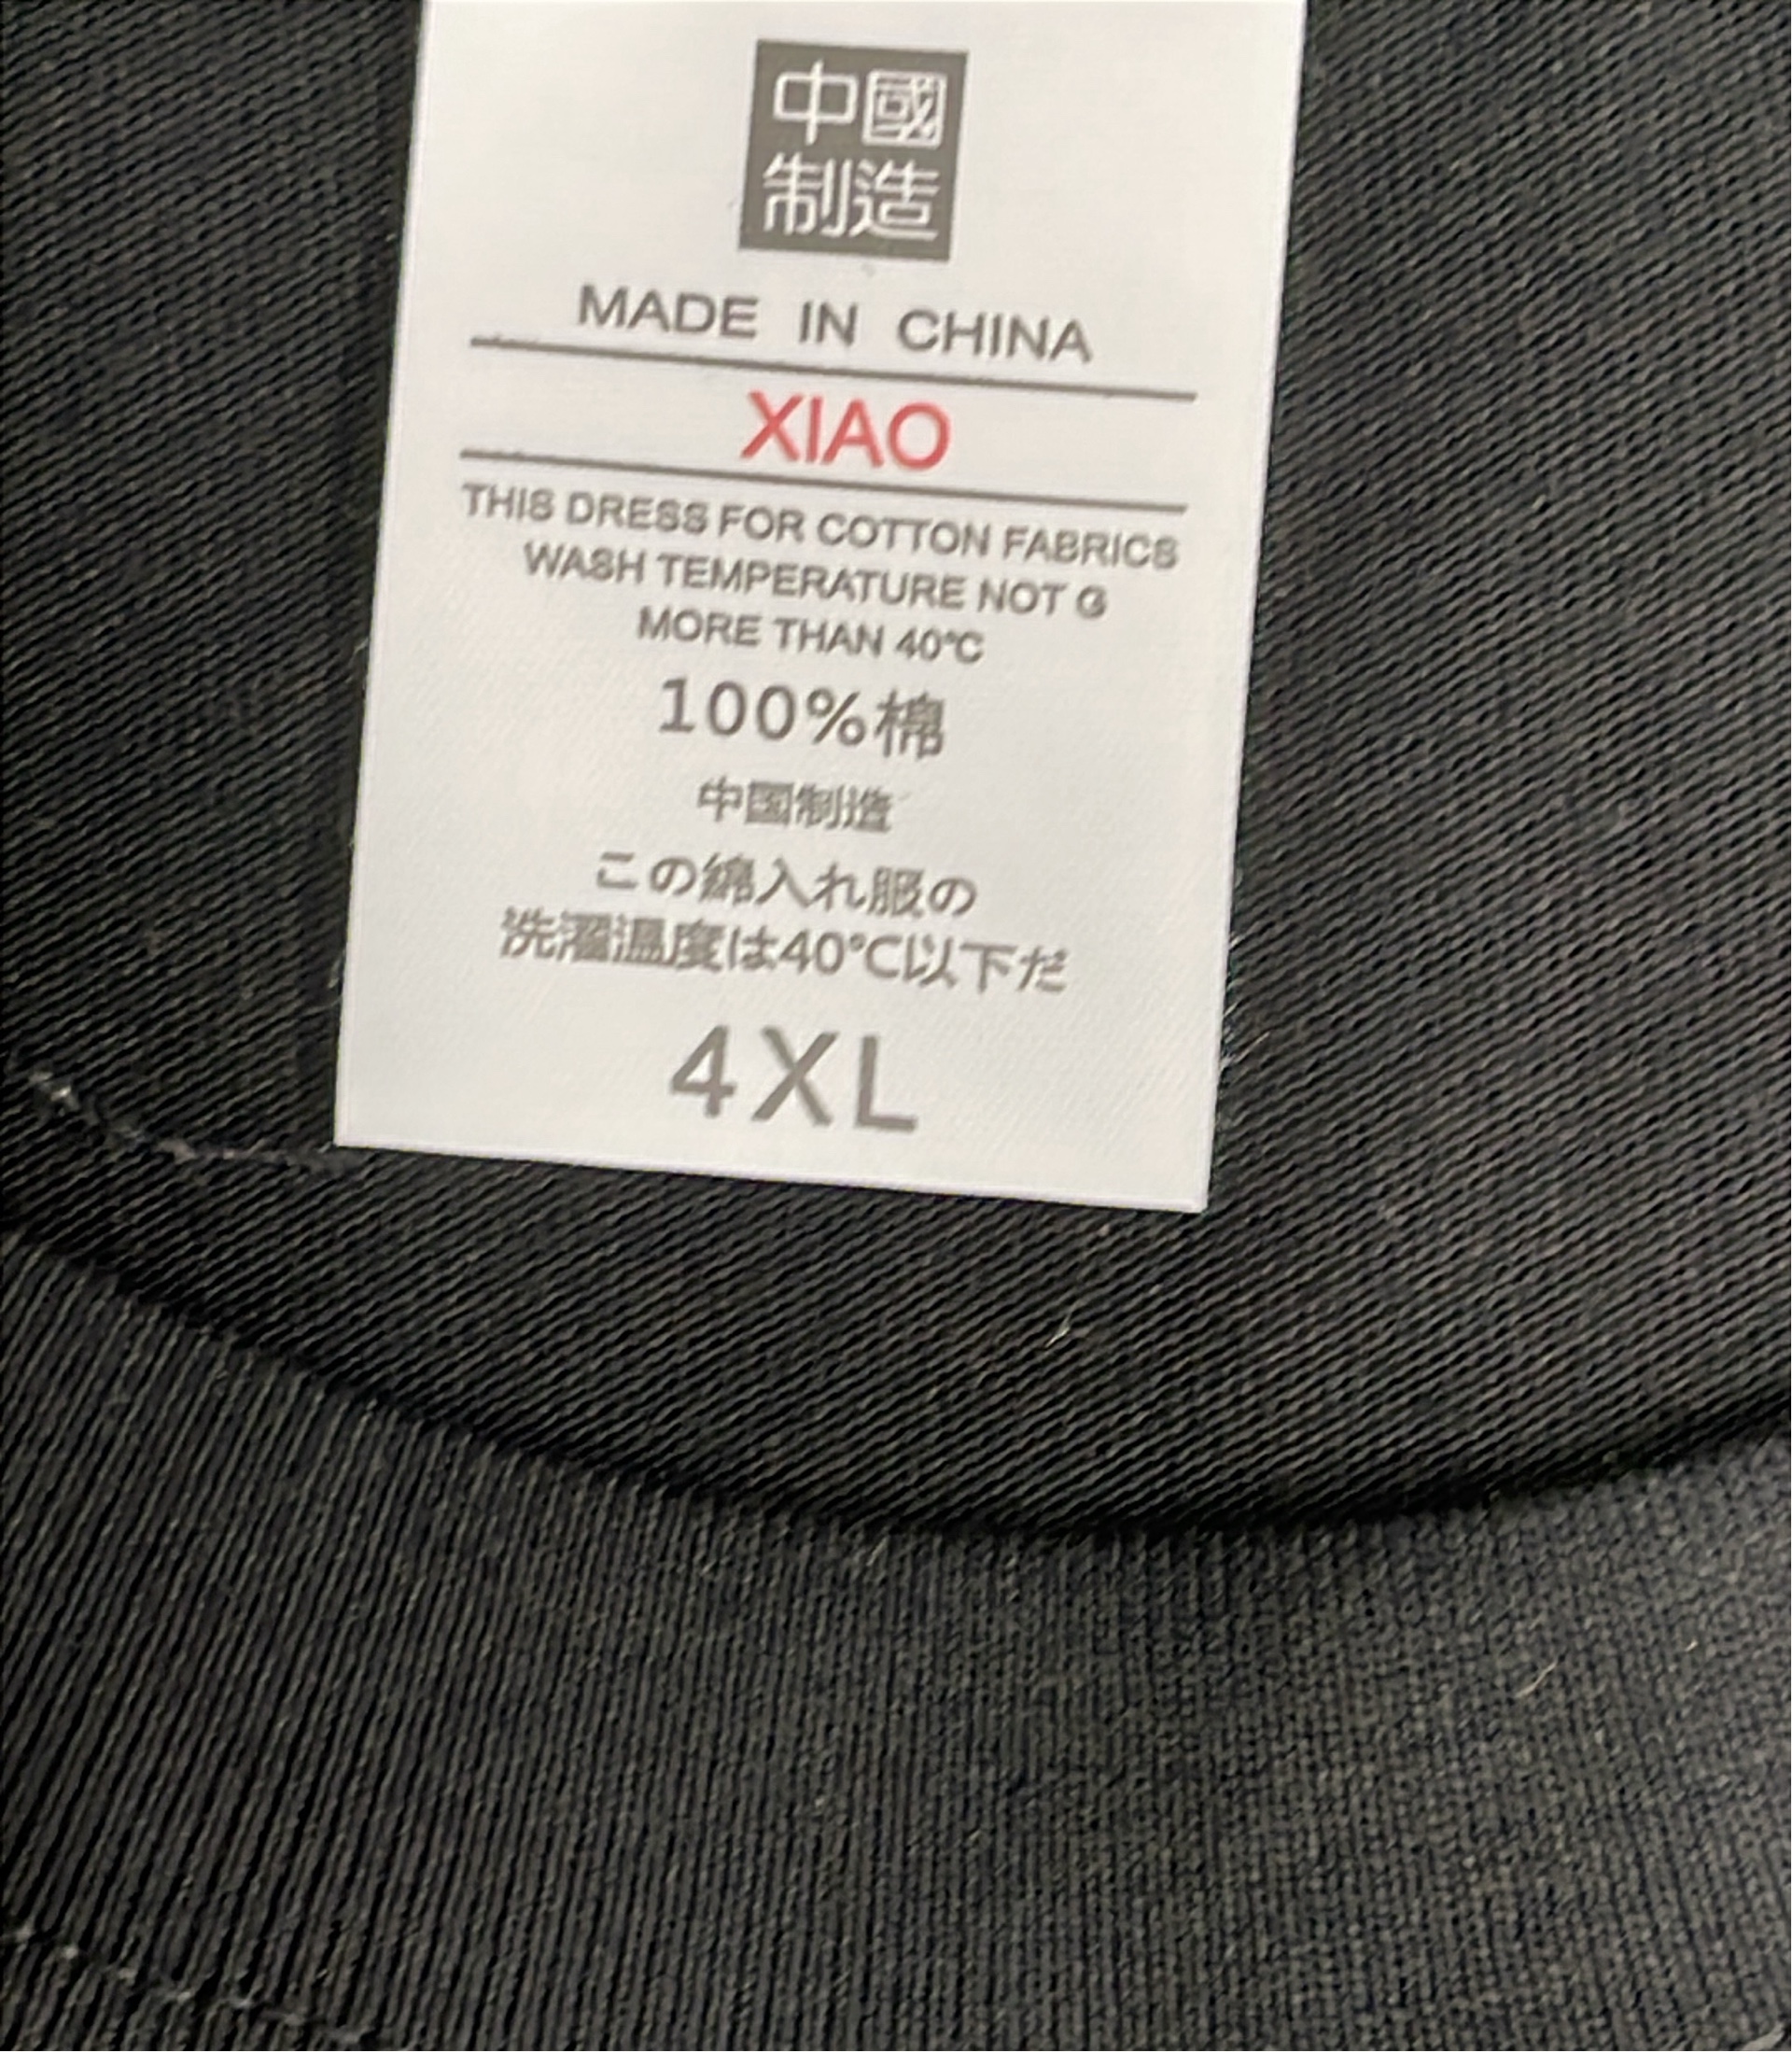 中國
制造
MADE IN CHINA
XIAO
THIS DRESS FOR COTTON FABRICS
WASH TEMPERATURE NOT G
MORE THAN 40℃
100%棉
中国制造
この綿入れ服の
洗濯温度は40℃以下だ
4XL